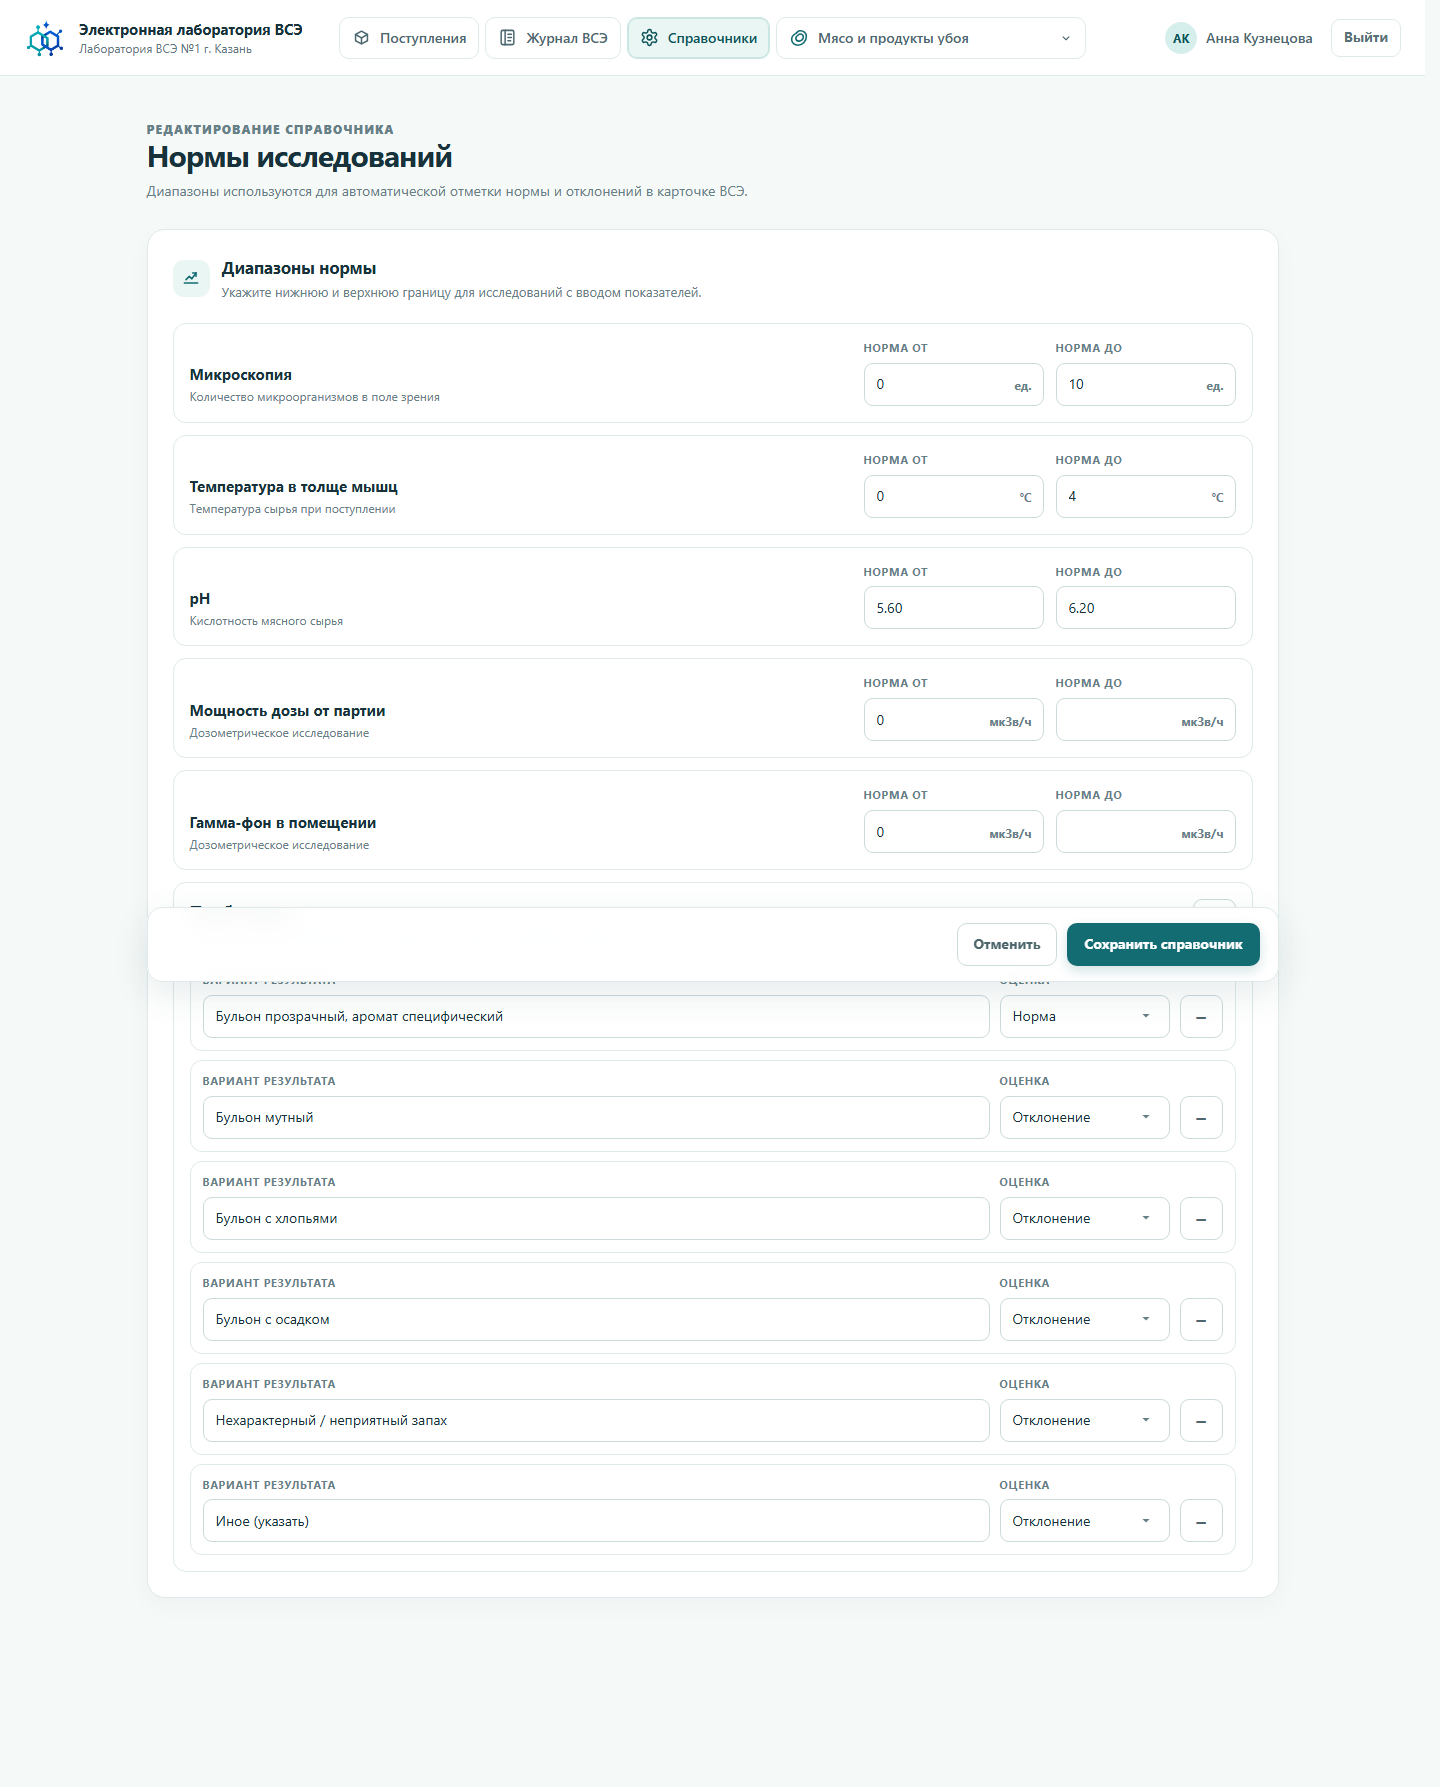 Электронная лаборатория ВСЭ
Лаборатория ВСЭ №1 г. Казань
Поступления
Журнал ВСЭ
Справочники
Мясо и продукты убоя
АК
Анна Кузнецова
Выйти
РЕДАКТИРОВАНИЕ СПРАВОЧНИКА
Нормы исследований
Диапазоны используются для автоматической отметки нормы и отклонений в карточке ВСЭ.
Диапазоны нормы
Укажите нижнюю и верхнюю границу для исследований с вводом показателей.
НОРМА ОТ
НОРМА ДО
Микроскопия
Количество микроорганизмов в поле зрения
0 ед.
10 ед.
НОРМА ОТ
НОРМА ДО
Температура в толще мышц
Температура сырья при поступлении
0 °C
4 °C
НОРМА ОТ
НОРМА ДО
pH
Кислотность мясного сырья
5.60
6.20
НОРМА ОТ
НОРМА ДО
Мощность дозы от партии
Дозометрическое исследование
0 мкЗв/ч
мкЗв/ч
НОРМА ОТ
НОРМА ДО
Гамма-фон в помещении
Дозометрическое исследование
0 мкЗв/ч
мкЗв/ч
Отменить
Сохранить справочник
ВАРИАНТ РЕЗУЛЬТАТА
ОЦЕНКА
Бульон прозрачный, аромат специфический
Норма
–
ВАРИАНТ РЕЗУЛЬТАТА
ОЦЕНКА
Бульон мутный
Отклонение
–
ВАРИАНТ РЕЗУЛЬТАТА
ОЦЕНКА
Бульон с хлопьями
Отклонение
–
ВАРИАНТ РЕЗУЛЬТАТА
ОЦЕНКА
Бульон с осадком
Отклонение
–
ВАРИАНТ РЕЗУЛЬТАТА
ОЦЕНКА
Нехарактерный / неприятный запах
Отклонение
–
ВАРИАНТ РЕЗУЛЬТАТА
ОЦЕНКА
Иное (указать)
Отклонение
–